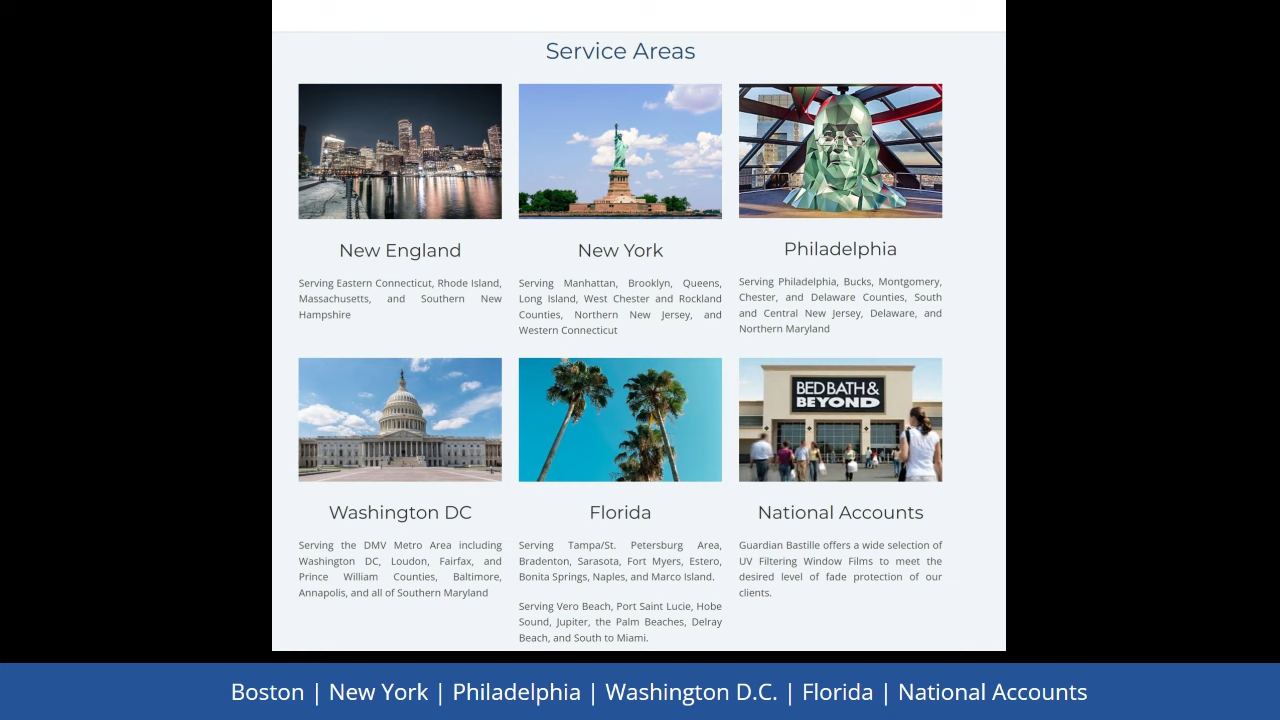 Service Areas
New England
Serving Eastern Connecticut, Rhode Island,
Massachusetts, and Southern New
Hampshire
New York
Serving Manhattan, Brooklyn, Queens,
Long Island, West Chester and Rockland
Counties, Northern New Jersey, and
Western Connecticut
Philadelphia
Serving Philadelphia, Bucks, Montgomery,
Chester, and Delaware Counties, South
and Central New Jersey, Delaware, and
Northern Maryland
Washington DC
Serving the DMV Metro Area including
Washington DC, Loudon, Fairfax, and
Prince William Counties, Baltimore,
Annapolis, and all of Southern Maryland
Florida
Serving Tampa/St. Petersburg Area,
Bradenton, Sarasota, Fort Myers, Estero,
Bonita Springs, Naples, and Marco Island.
Serving Vero Beach, Port Saint Lucie, Hobe
Sound, Jupiter, the Palm Beaches, Delray
Beach, and South to Miami.
BED BATH &
BEYOND
National Accounts
Guardian Bastille offers a wide selection of
UV Filtering Window Films to meet the
desired level of fade protection of our
clients.
Boston | New York | Philadelphia | Washington D.C. | Florida | National Accounts